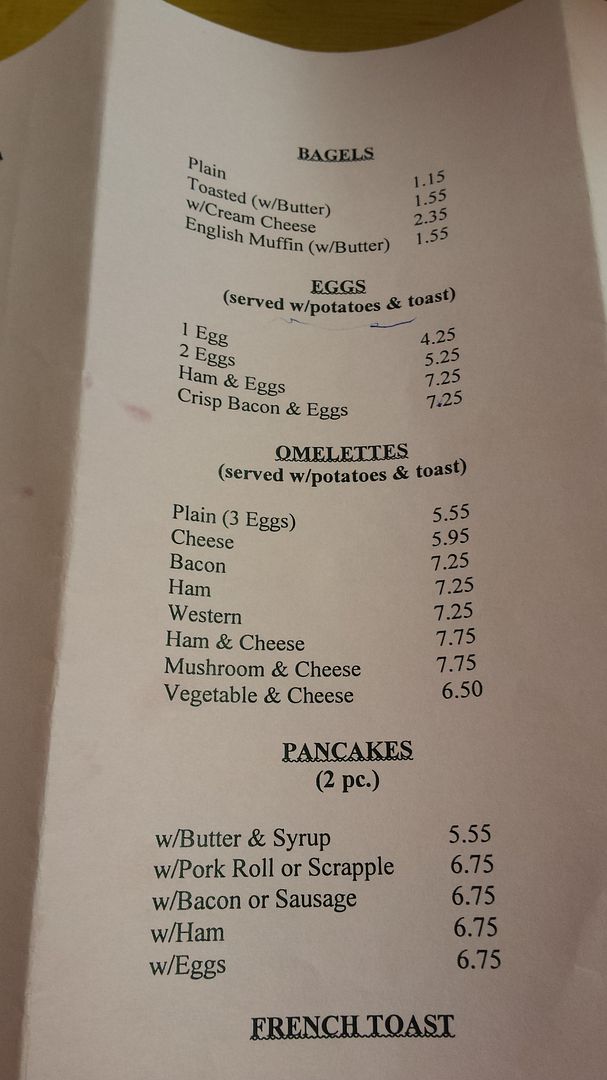 BAGELS
Plain 1.15
Toasted (w/Butter) 1.55
w/Cream Cheese 2.35
English Muffin (w/Butter) 1.55
EGGS
(served w/potatoes & toast)
1 Egg 4.25
2 Eggs 5.25
Ham & Eggs 7.25
Crisp Bacon & Eggs 7.25
OMELETTES
(served w/potatoes & toast)
Plain (3 Eggs) 5.55
Cheese 5.95
Bacon 7.25
Ham 7.25
Western 7.25
Ham & Cheese 7.75
Mushroom & Cheese 7.75
Vegetable & Cheese 6.50
PANCAKES
(2 pc.)
w/Butter & Syrup 5.55
w/Pork Roll or Scrapple 6.75
w/Bacon or Sausage 6.75
w/Ham 6.75
w/Eggs 6.75
FRENCH TOAST